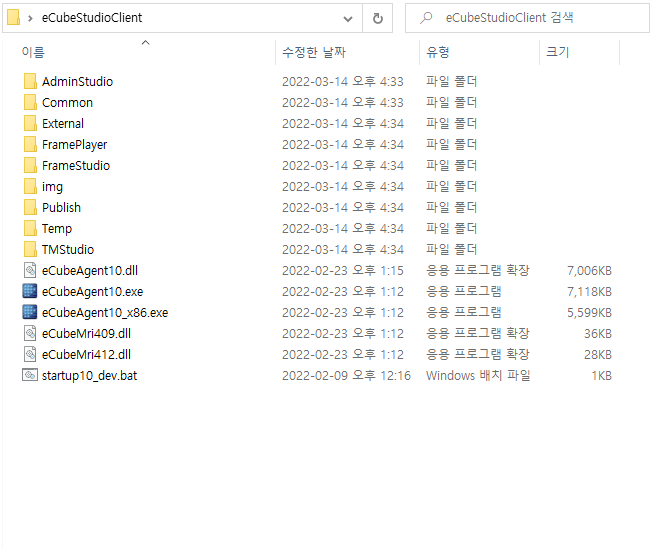 eCubeStudioClient eCubeStudioClient 검색
이름 수정한 날짜 유형 크기
AdminStudio 2022-03-14 오후 4:33 파일 폴더
Common 2022-03-14 오후 4:33 파일 폴더
External 2022-03-14 오후 4:34 파일 폴더
FramePlayer 2022-03-14 오후 4:34 파일 폴더
FrameStudio 2022-03-14 오후 4:34 파일 폴더
img 2022-03-14 오후 4:34 파일 폴더
Publish 2022-03-14 오후 4:34 파일 폴더
Temp 2022-03-14 오후 4:34 파일 폴더
TMStudio 2022-03-14 오후 4:34 파일 폴더
eCubeAgent10.dll 2022-02-23 오후 1:15 응용 프로그램 확장 7,006KB
eCubeAgent10.exe 2022-02-23 오후 1:12 응용 프로그램 7,118KB
eCubeAgent10_x86.exe 2022-02-23 오후 1:12 응용 프로그램 5,599KB
eCubeMri409.dll 2022-02-23 오후 1:12 응용 프로그램 확장 36KB
eCubeMri412.dll 2022-02-23 오후 1:12 응용 프로그램 확장 28KB
startup10_dev.bat 2022-02-09 오후 12:16 Windows 배치 파일 1KB